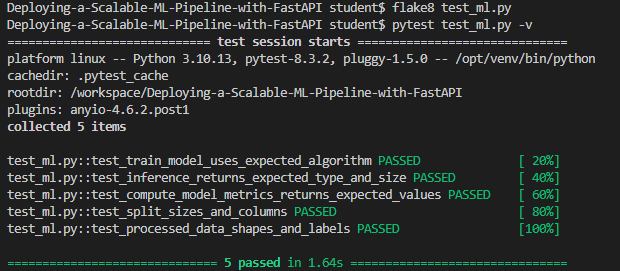 Deploying-a-Scalable-ML-Pipeline-with-FastAPI student$ flake8 test_ml.py
Deploying-a-Scalable-ML-Pipeline-with-FastAPI student$ pytest test_ml.py -v
============================= test session starts ==============================
platform linux -- Python 3.10.13, pytest-8.3.2, pluggy-1.5.0 -- /opt/venv/bin/python
cachedir: .pytest_cache
rootdir: /workspace/Deploying-a-Scalable-ML-Pipeline-with-FastAPI
plugins: anyio-4.6.2.post1
collected 5 items
test_ml.py::test_train_model_uses_expected_algorithm PASSED [ 20%]
test_ml.py::test_inference_returns_expected_type_and_size PASSED [ 40%]
test_ml.py::test_compute_model_metrics_returns_expected_values PASSED [ 60%]
test_ml.py::test_split_sizes_and_columns PASSED [ 80%]
test_ml.py::test_processed_data_shapes_and_labels PASSED [100%]
============================== 5 passed in 1.64s ===============================